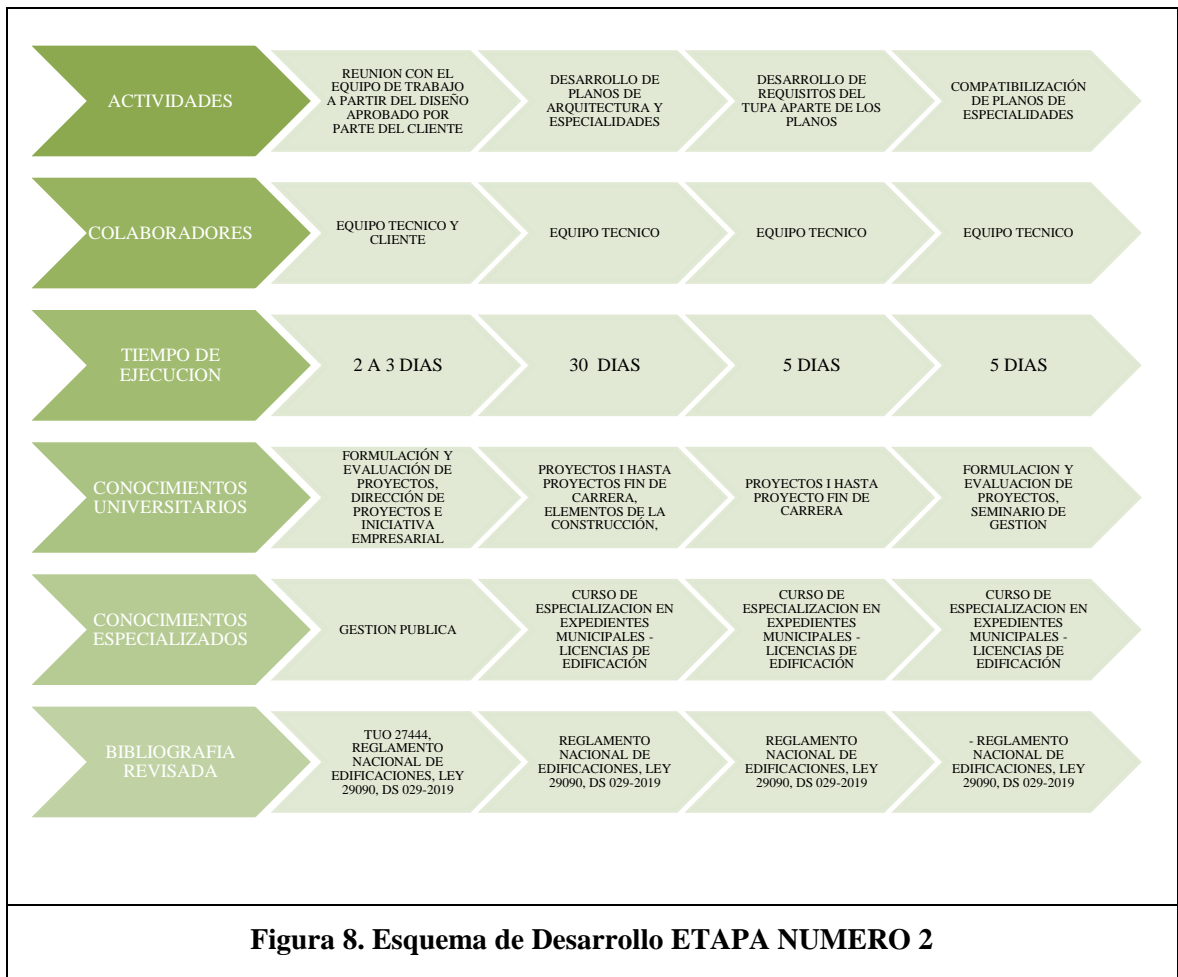 ACTIVIDADES
REUNION CON EL
EQUIPO DE TRABAJO
A PARTIR DEL DISEÑO
APROBADO POR
PARTE DEL CLIENTE
DESARROLLO DE
PLANOS DE
ARQUITECTURA Y
ESPECIALIDADES
DESARROLLO DE
REQUISITOS DEL
TUPA APARTE DE LOS
PLANOS
COMPATIBILIZACIÓN
DE PLANOS DE
ESPECIALIDADES
COLABORADORES
EQUIPO TECNICO Y
CLIENTE
EQUIPO TECNICO
EQUIPO TECNICO
EQUIPO TECNICO
TIEMPO DE
EJECUCION
2 A 3 DIAS
30 DIAS
5 DIAS
5 DIAS
CONOCIMIENTOS
UNIVERSITARIOS
FORMULACIÓN Y
EVALUACIÓN DE
PROYECTOS,
DIRECCIÓN DE
PROYECTOS E
INICIATIVA
EMPRESARIAL
PROYECTOS I HASTA
PROYECTOS FIN DE
CARRERA,
ELEMENTOS DE LA
CONSTRUCCIÓN,
PROYECTOS I HASTA
PROYECTO FIN DE
CARRERA
FORMULACION Y
EVALUACION DE
PROYECTOS,
SEMINARIO DE
GESTION
CONOCIMIENTOS
ESPECIALIZADOS
GESTION PUBLICA
CURSO DE
ESPECIALIZACION EN
EXPEDIENTES
MUNICIPALES -
LICENCIAS DE
EDIFICACIÓN
CURSO DE
ESPECIALIZACION EN
EXPEDIENTES
MUNICIPALES -
LICENCIAS DE
EDIFICACIÓN
CURSO DE
ESPECIALIZACION EN
EXPEDIENTES
MUNICIPALES -
LICENCIAS DE
EDIFICACIÓN
BIBLIOGRAFIA
REVISADA
TUO 27444,
REGLAMENTO
NACIONAL DE
EDIFICACIONES, LEY
29090, DS 029-2019
REGLAMENTO
NACIONAL DE
EDIFICACIONES, LEY
29090, DS 029-2019
REGLAMENTO
NACIONAL DE
EDIFICACIONES, LEY
29090, DS 029-2019
- REGLAMENTO
NACIONAL DE
EDIFICACIONES, LEY
29090, DS 029-2019
Figura 8. Esquema de Desarrollo ETAPA NUMERO 2